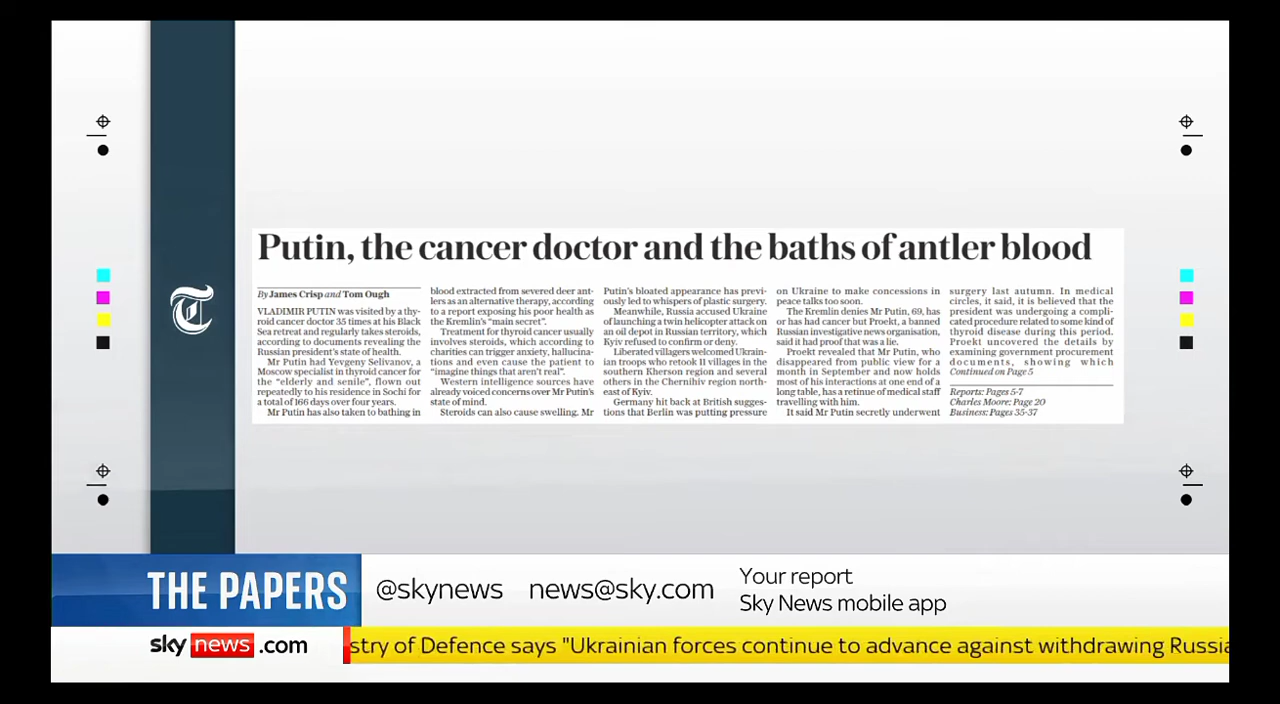 Putin, the cancer doctor and the baths of antler blood
By James Crisp and Tom Ough
VLADIMIR PUTIN was visited by a thy-
roid cancer doctor 35 times at his Black
Sea retreat and regularly takes steroids,
according to documents revealing the
Russian president's state of health.
Mr Putin had Yevgeny Selivanov, a
Moscow specialist in thyroid cancer for
the "elderly and senile", flown out
repeatedly to his residence in Sochi for
a total of 166 days over four years.
Mr Putin has also taken to bathing in
blood extracted from severed deer ant-
lers as an alternative therapy, according
to a report exposing his poor health as
the Kremlin's "main secret".
Treatment for thyroid cancer usually
involves steroids, which according to
charities can trigger anxiety, hallucina-
tions and even cause the patient to
"imagine things that aren't real".
Western intelligence sources have
already voiced concerns over Mr Putin's
state of mind.
Steroids can also cause swelling. Mr
Putin's bloated appearance has previ-
ously led to whispers of plastic surgery.
Meanwhile, Russia accused Ukraine
of launching a twin helicopter attack on
an oil depot in Russian territory, which
Kyiv refused to confirm or deny.
Liberated villagers welcomed Ukrain-
ian troops who retook 11 villages in the
southern Kherson region and several
others in the Chernihiv region north-
east of Kyiv.
Germany hit back at British sugges-
tions that Berlin was putting pressure
on Ukraine to make concessions in
peace talks too soon.
The Kremlin denies Mr Putin, 69, has
or has had cancer but Proekt, a banned
Russian investigative news organisation,
said it had proof that was a lie.
Proekt revealed that Mr Putin, who
disappeared from public view for a
month in September and now holds
most of his interactions at one end of a
long table, has a retinue of medical staff
travelling with him.
It said Mr Putin secretly underwent
surgery last autumn. In medical
circles, it said, it is believed that the
president was undergoing a compli-
cated procedure related to some kind of
thyroid disease during this period.
Proekt uncovered the details by
examining government procurement
documents, showing which
Continued on Page 5
Reports: Pages 5-7
Charles Moore: Page 20
Business: Pages 35-37
THE PAPERS
@skynews news@sky.com
Your report
Sky News mobile app
sky news .com
stry of Defence says "Ukrainian forces continue to advance against withdrawing Russia